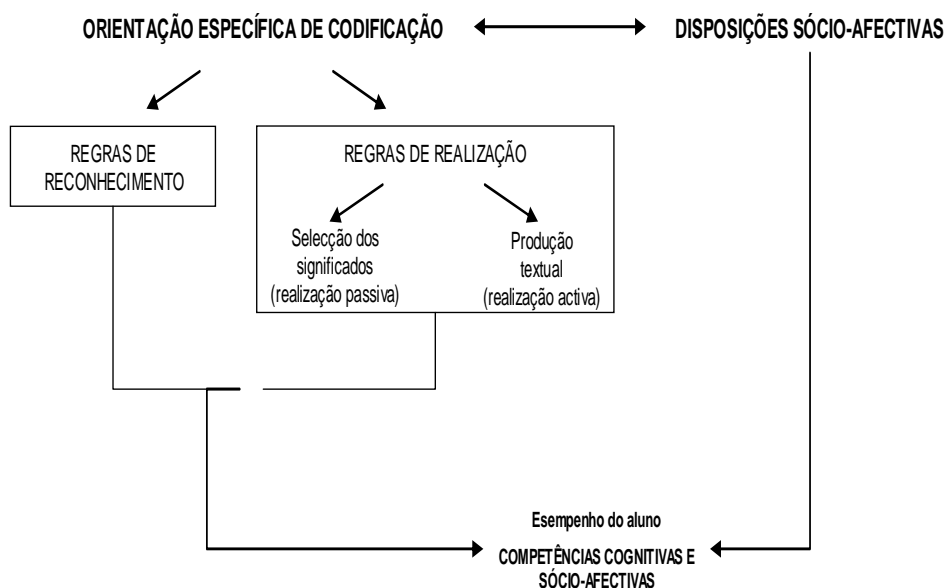 ORIENTAÇÃO ESPECÍFICA DE CODIFICAÇÃO
DISPOSIÇÕES SÓCIO-AFECTIVAS
REGRAS DE
RECONHECIMENTO
REGRAS DE REALIZAÇÃO
Selecção dos
significados
(realização passiva)
Produção
textual
(realização activa)
Esempenho do aluno
COMPETÊNCIAS COGNITIVAS E
SÓCIO-AFECTIVAS